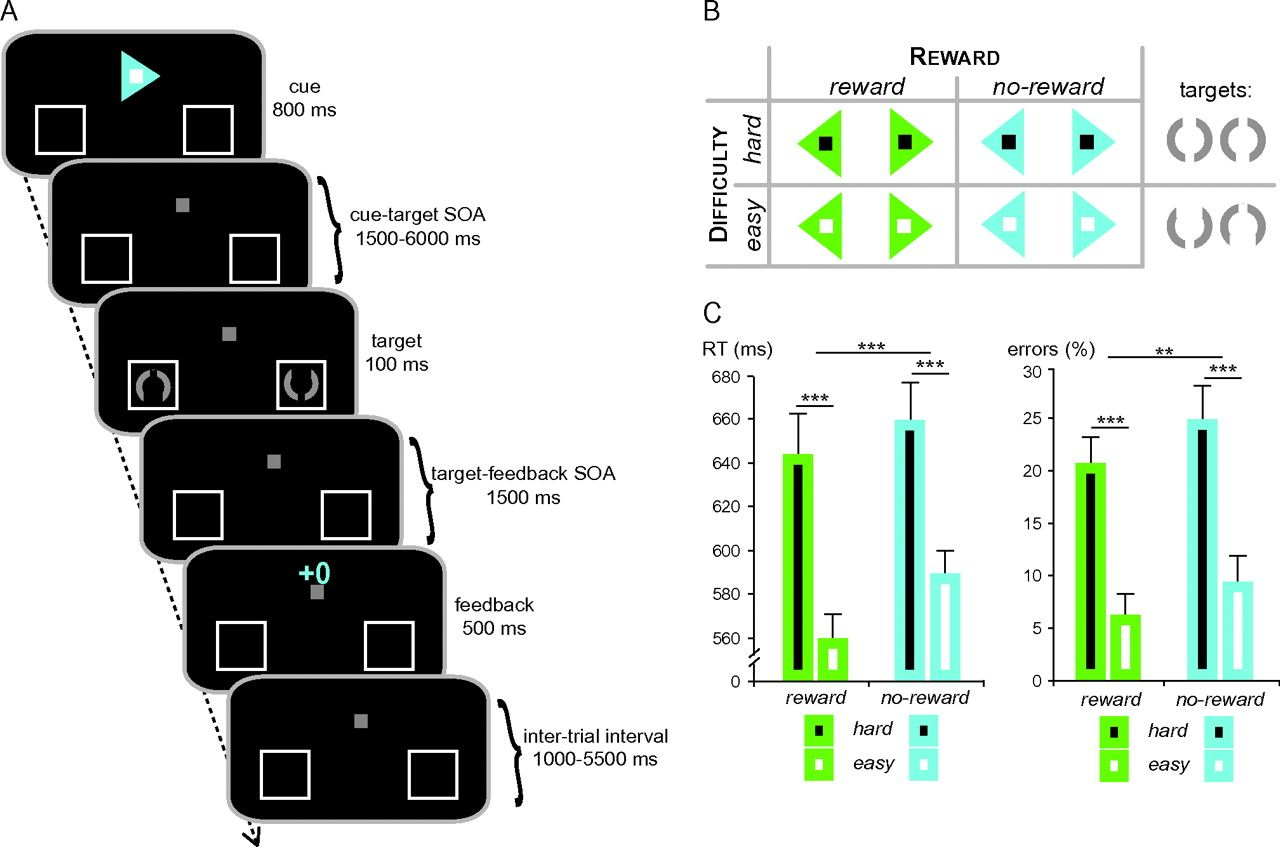 A
cue
800 ms
cue-target SOA
1500-6000 ms
target
100 ms
target-feedback SOA
1500 ms
+0
feedback
500 ms
inter-trial interval
1000-5500 ms
B
REWARD
reward no-reward targets:
DIFFICULTY
hard
easy
C
RT (ms)
***
***
***
680
660
640
620
600
580
560
0
reward no-reward
hard
easy
errors (%)
**
***
***
30
25
20
15
10
5
0
reward no-reward
hard
easy